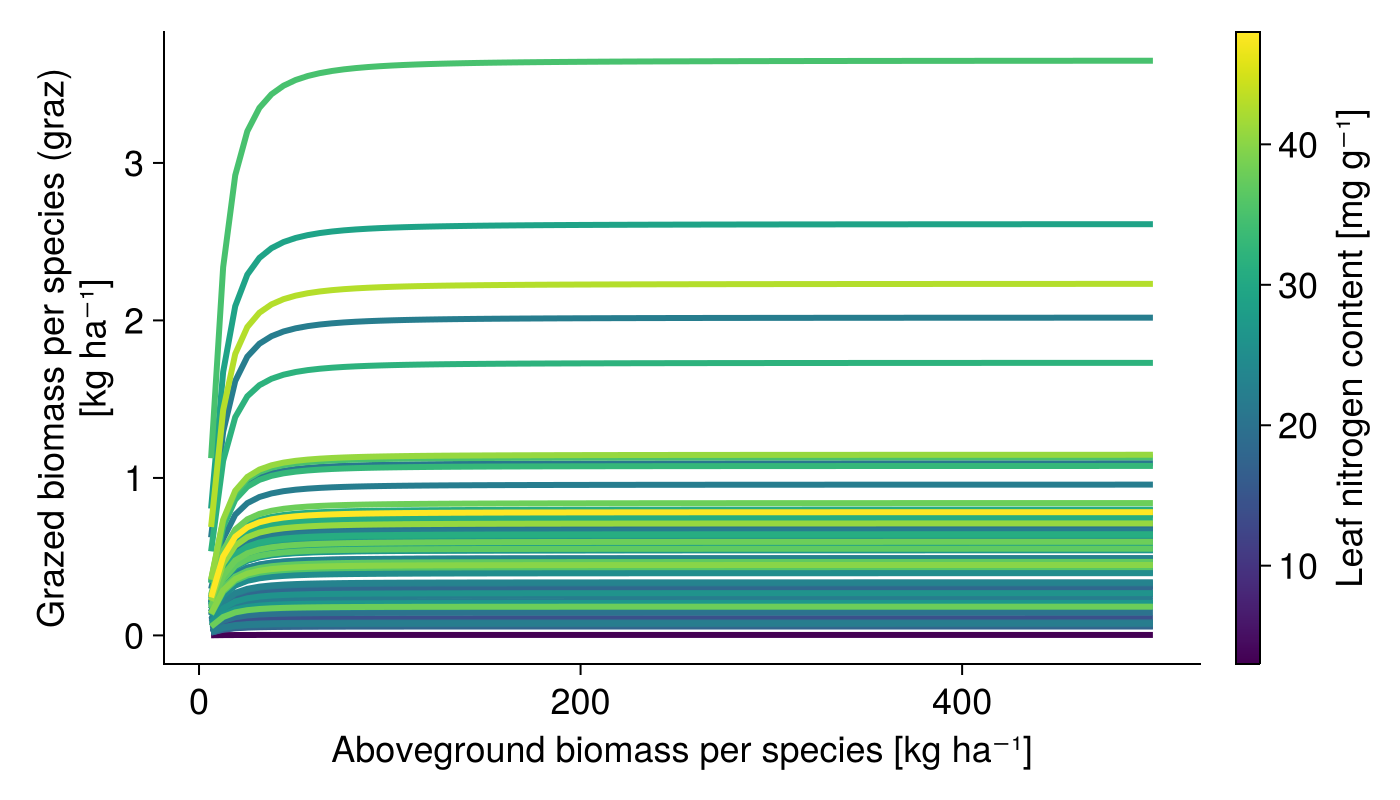 Grazed biomass per species (graz)
[kg ha⁻¹]
3
2
1
0
0 200 400
Aboveground biomass per species [kg ha⁻¹]
40
30
20
10
Leaf nitrogen content [mg g⁻¹]